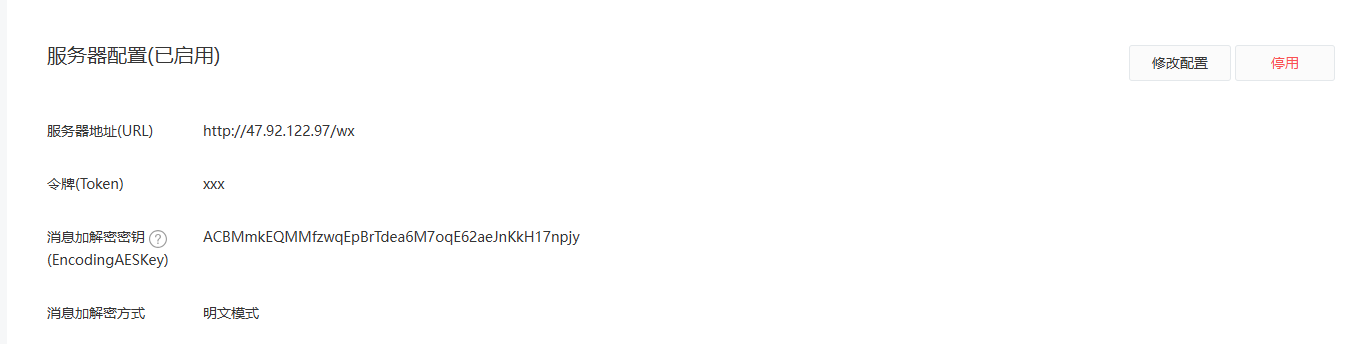 服务器配置(已启用)
修改配置
停用
服务器地址(URL) http://47.92.122.97/wx
令牌(Token) xxx
消息加解密密钥 ? ACBMmkEQMMfzwqEpBrTdea6M7oqE62aeJnKkH17npjy
(EncodingAESKey)
消息加解密方式 明文模式